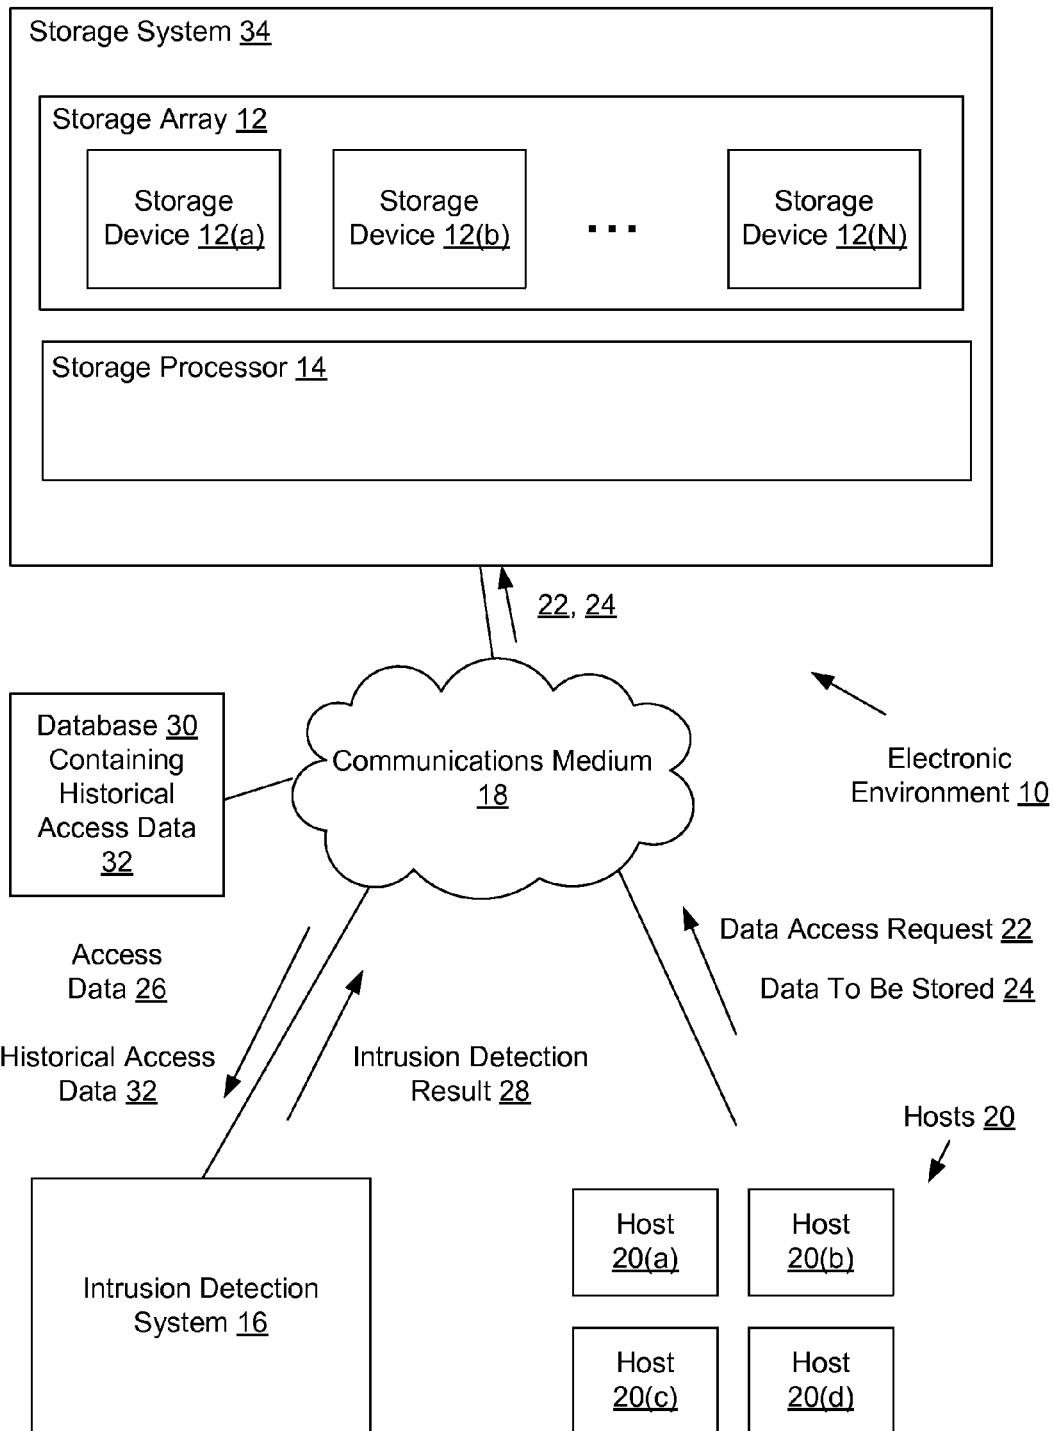 Storage System 34
Storage Array 12
Storage
Device 12(a)
Storage
Device 12(b)
...
Storage
Device 12(N)
Storage Processor 14
22, 24
Database 30
Containing
Historical
Access Data
32
Communications Medium
18
Electronic
Environment 10
Access
Data 26
Data Access Request 22
Data To Be Stored 24
Historical Access
Data 32
Intrusion Detection
Result 28
Hosts 20
Intrusion Detection
System 16
Host
20(a)
Host
20(b)
Host
20(c)
Host
20(d)